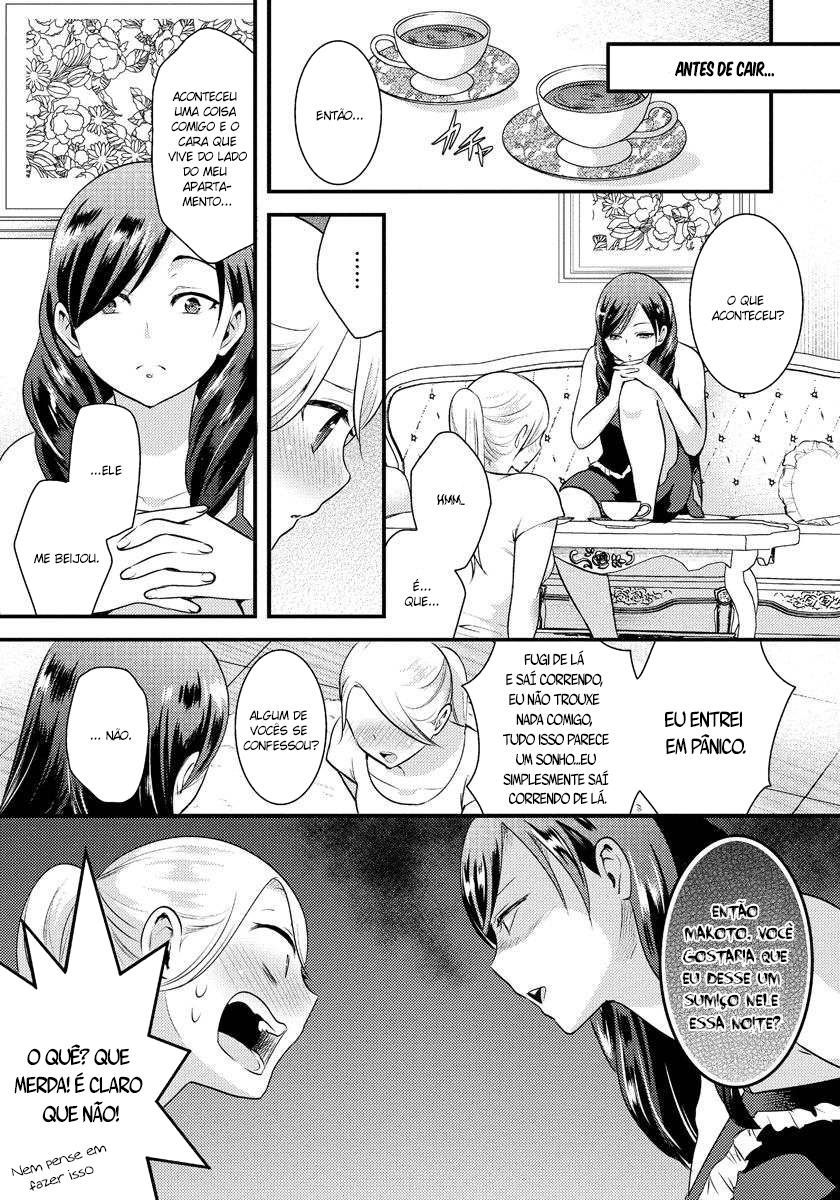 ANTES DE CAIR...
ENTÃO...
カチャ
O QUE
ACONTECEU?
HMM...
É...
QUE...
.......
ACONTECEU
UMA COISA
COMIGO E O
CARA QUE
VIVE DO LADO
DO MEU
APARTA-
MENTO...
...ELE
ME BEIJOU.
EU ENTREI
EM PÂNICO.
FUGI DE LÁ
E SAÍ CORRENDO,
EU NÃO TROUXE
NADA COMIGO,
TUDO ISSO PARECE
UM SONHO...EU
SIMPLESMENTE SAÍ
CORRENDO DE LÁ.
ALGUM DE
VOCÊS SE
CONFESSOU?
... NÃO.
ENTÃO
MAKOTO, VOCÊ
GOSTARIA QUE
EU DESSE UM
SUMIÇO NELE
ESSA NOITE?
O QUÊ? QUE
MERDA! É CLARO
QUE NÃO!
Nem pense em
fazer isso